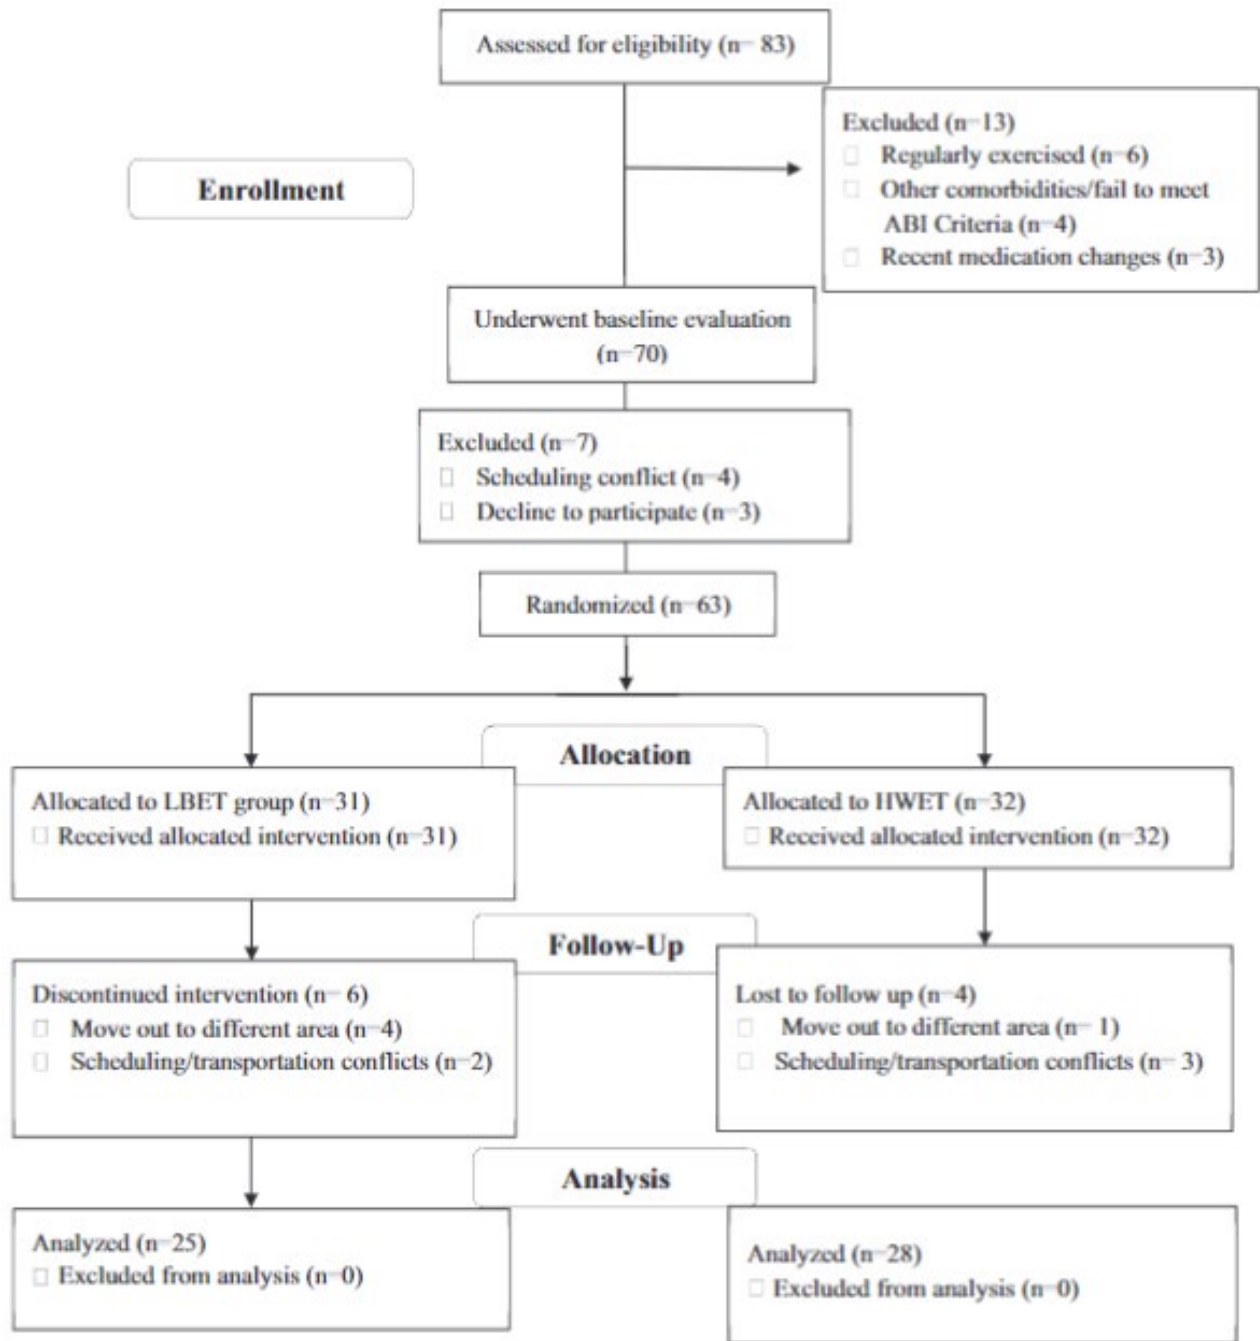 Assessed for eligibility (n= 83)
Excluded (n=13)
Regularly exercised (n=6)
Other comorbidities/fail to meet
ABI Criteria (n=4)
Recent medication changes (n=3)
Enrollment
Underwent baseline evaluation
(n=70)
Excluded (n=7)
Scheduling conflict (n=4)
Decline to participate (n=3)
Randomized (n=63)
Allocation
Allocated to LBET group (n=31)
Received allocated intervention (n=31)
Allocated to HWET (n=32)
Received allocated intervention (n=32)
Follow-Up
Discontinued intervention (n= 6)
Move out to different area (n=4)
Scheduling/transportation conflicts (n=2)
Lost to follow up (n=4)
Move out to different area (n= 1)
Scheduling/transportation conflicts (n= 3)
Analysis
Analyzed (n=25)
Excluded from analysis (n=0)
Analyzed (n=28)
Excluded from analysis (n=0)